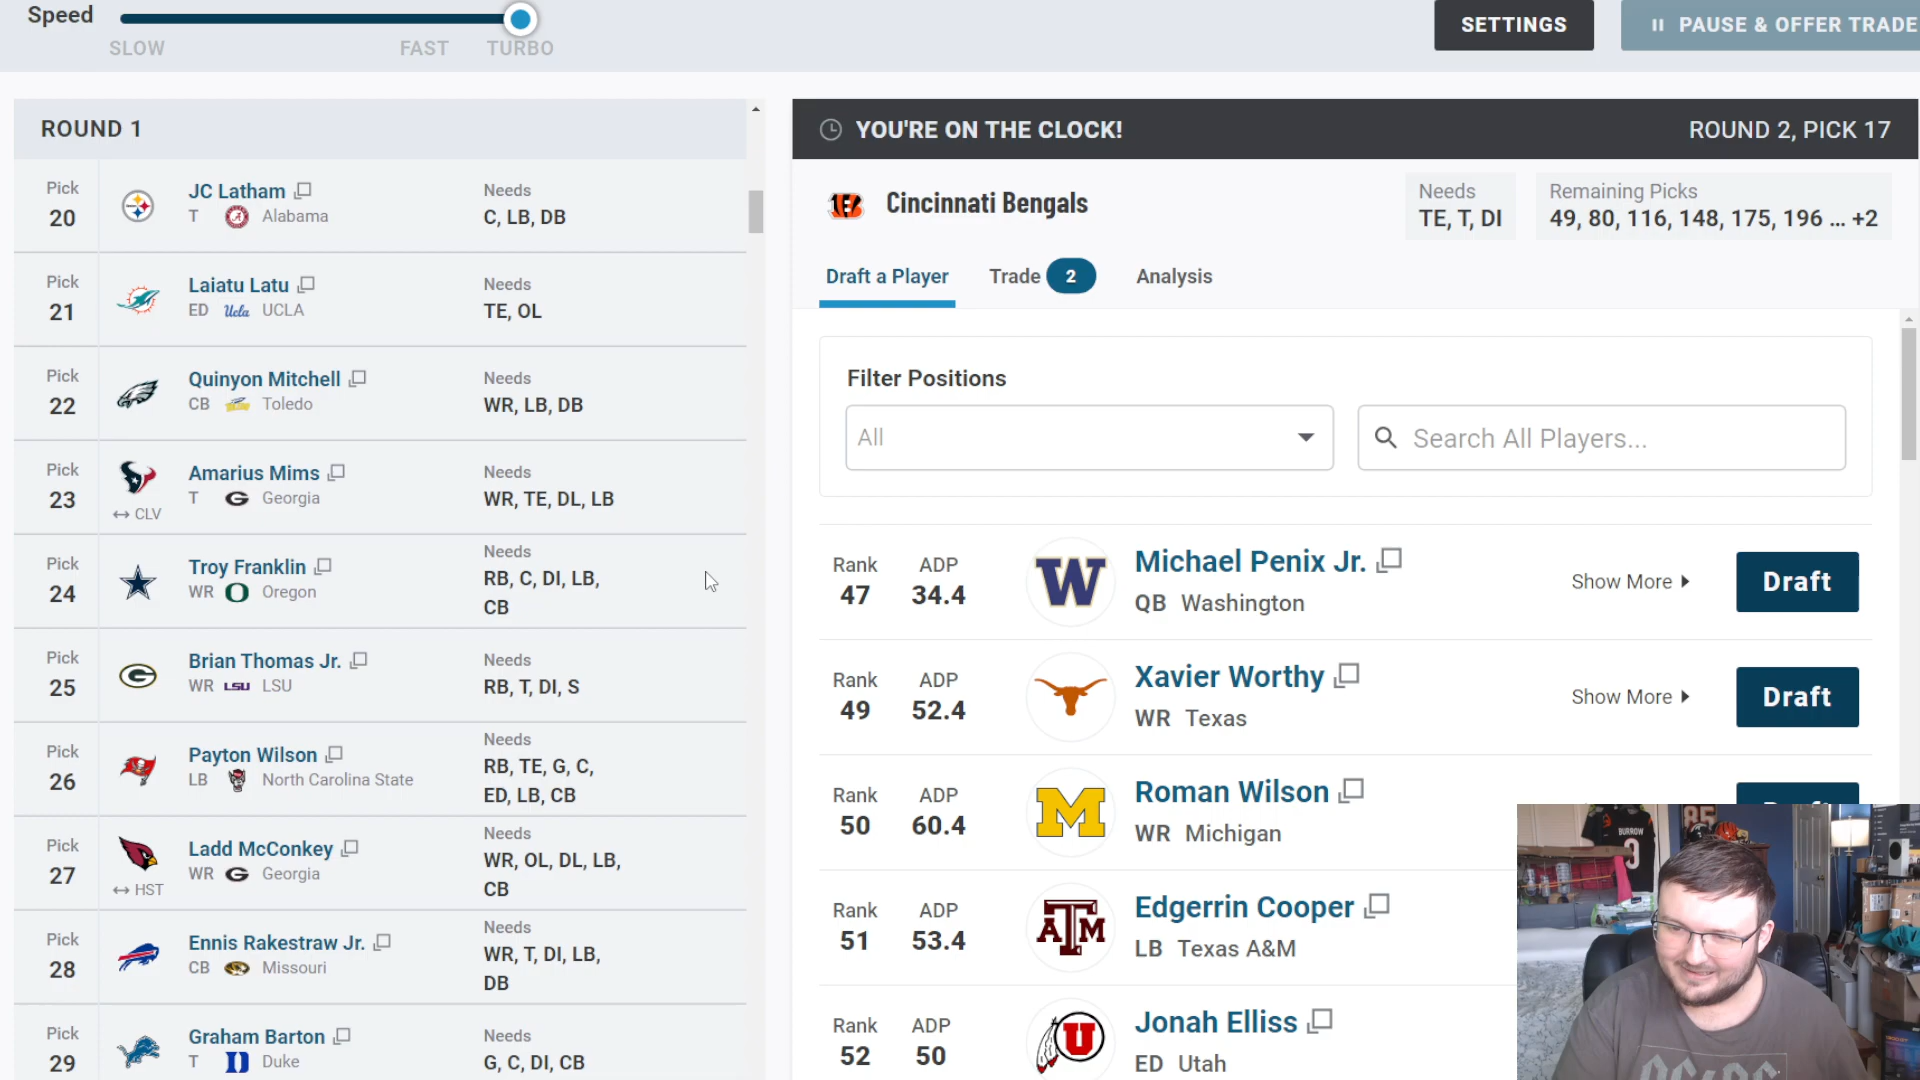 Speed
SLOW
FAST
TURBO
SETTINGS
PAUSE & OFFER TRADE
ROUND 1
Pick
20
JC Latham
T
Alabama
Needs
C, LB, DB
Pick
21
Laiatu Latu
ED
Ucla
UCLA
Needs
TE, OL
Pick
22
Quinyon Mitchell
CB
Toledo
Needs
WR, LB, DB
Pick
23
CLV
Amarius Mims
T
G
Georgia
Needs
WR, TE, DL, LB
Pick
24
Troy Franklin
WR
O
Oregon
Needs
RB, C, DI, LB,
CB
Pick
25
G
Brian Thomas Jr.
WR
LSU
LSU
Needs
RB, T, DI, S
Pick
26
Payton Wilson
LB
North Carolina State
Needs
RB, TE, G, C,
ED, LB, CB
Pick
27
HST
Ladd McConkey
WR
G
Georgia
Needs
WR, OL, DL, LB,
CB
Pick
28
Ennis Rakestraw Jr.
CB
Missouri
Needs
WR, T, DI, LB,
DB
Pick
29
Graham Barton
T
D
Duke
Needs
G, C, DI, CB
YOU'RE ON THE CLOCK!
ROUND 2, PICK 17
B
Cincinnati Bengals
Needs
TE, T, DI
Remaining Picks
49, 80, 116, 148, 175, 196 ... +2
Draft a Player
Trade 2
Analysis
Filter Positions
All
Search All Players...
Rank
47
ADP
34.4
W
Michael Penix Jr.
QB Washington
Show More
Draft
Rank
49
ADP
52.4
Xavier Worthy
WR Texas
Show More
Draft
Rank
50
ADP
60.4
M
Roman Wilson
WR Michigan
Rank
51
ADP
53.4
ATM
Edgerrin Cooper
LB Texas A&M
Rank
52
ADP
50
U
Jonah Elliss
ED Utah
BURROW
9
85
AC/DC